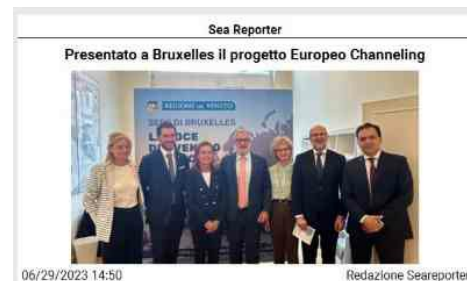 Sea Reporter
Presentato a Bruxelles il progetto Europeo Channeling
REGIONE DEL VENETO
SEDE DI BRUXELLES
06/29/2023 14:50
Redazione Seareporter